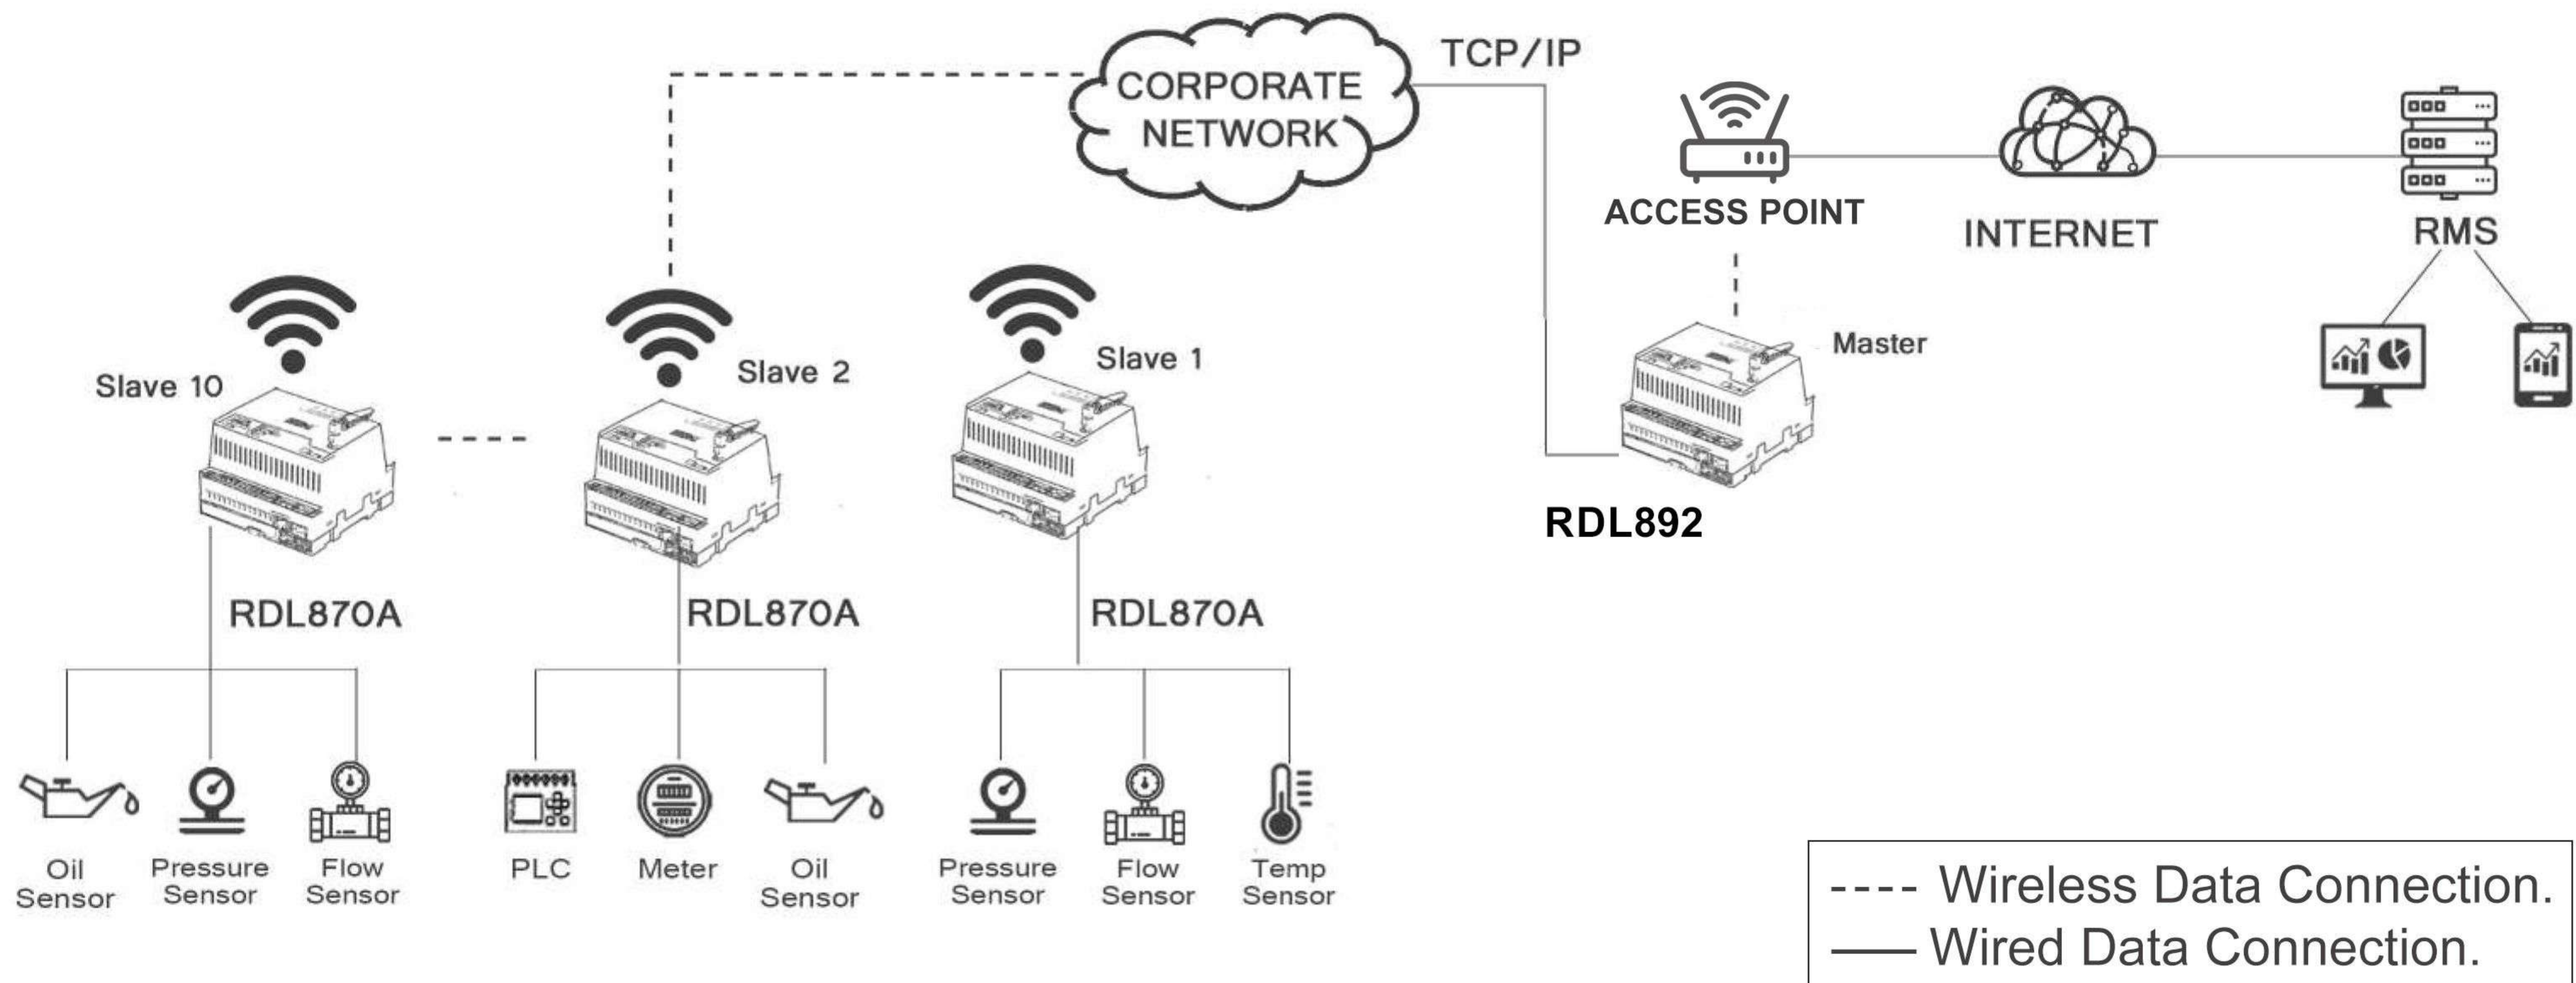 CORPORATE
NETWORK
TCP/IP
ACCESS POINT
INTERNET
RMS
Slave 10
Slave 2
Slave 1
Master
RDL892
RDL870A
RDL870A
RDL870A
Oil
Sensor
Pressure
Sensor
Flow
Sensor
PLC
Meter
Oil
Sensor
Pressure
Sensor
Flow
Sensor
Temp
Sensor
Wireless Data Connection.
Wired Data Connection.